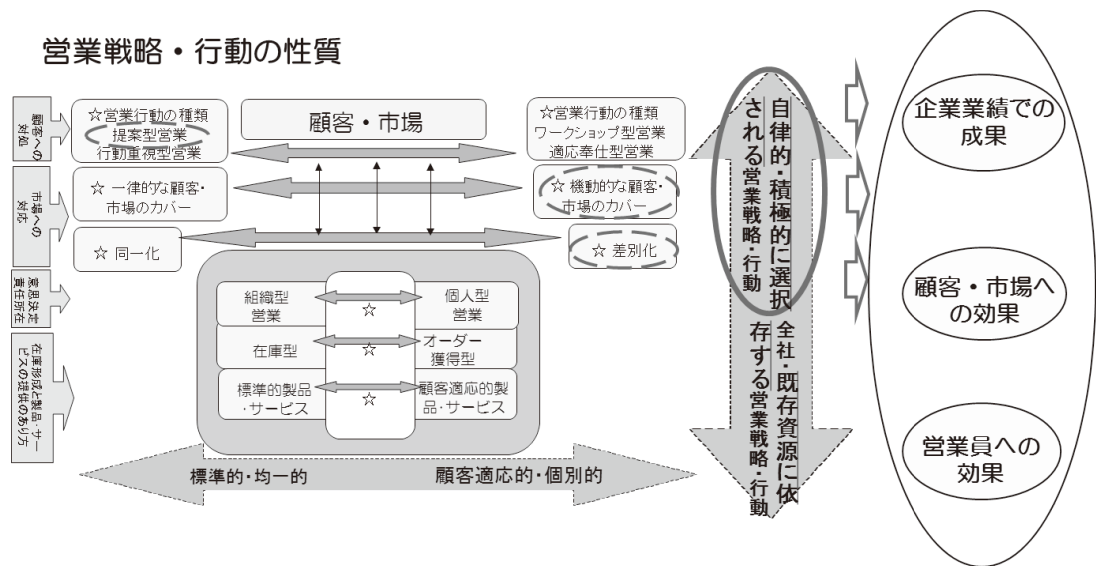 営業戦略・行動の性質
顧客への
対処
☆営業行動の種類
提案型営業
行動重視型営業
顧客・市場
☆営業行動の種類
ワークショップ型営業
適応奉仕型営業
市場への
対応
☆ 一律的な顧客・
市場のカバー
☆ 機動的な顧客・
市場のカバー
☆ 同一化
☆ 差別化
意思決定
責任所在
組織型
営業
☆
個人型
営業
在庫形成と製品・サー
ビスの提供のあり方
在庫型
☆
オーダー
獲得型
標準的製品
・サービス
☆
顧客適応的製
品・サービス
標準的・均一的
顧客適応的・個別的
自律的・積極的に選択
される営業戦略・行動
全社・既存資源に依
存する営業戦略・行動
企業業績での
成果
顧客・市場へ
の効果
営業員への
効果